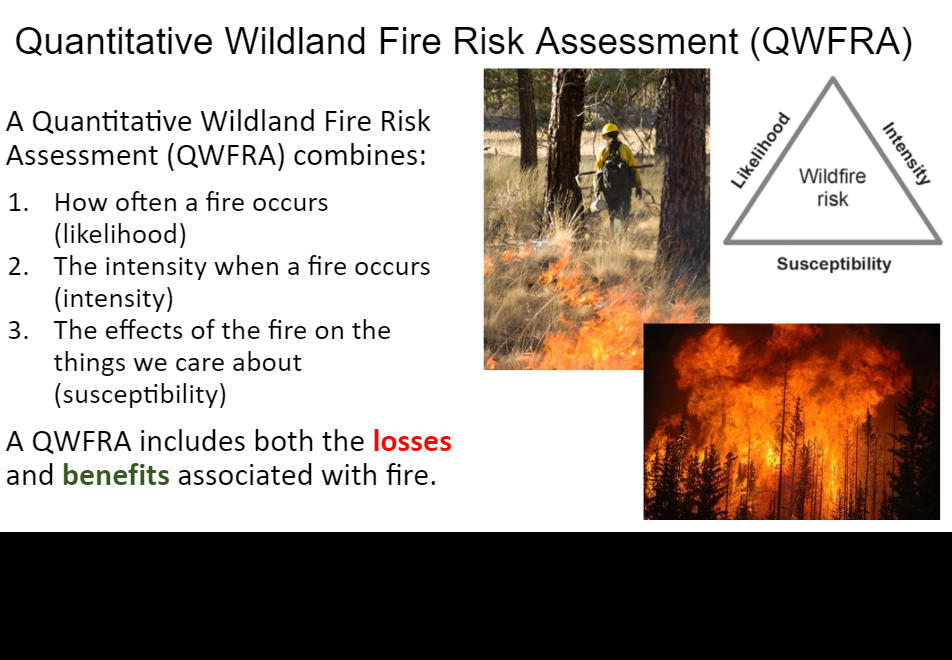 Quantitative Wildland Fire Risk Assessment (QWFRA)
A Quantitative Wildland Fire Risk
Assessment (QWFRA) combines:
1. How often a fire occurs
(likelihood)
2. The intensity when a fire occurs
(intensity)
3. The effects of the fire on the
things we care about
(susceptibility)
A QWFRA includes both the losses
and benefits associated with fire.
Likelihood
Intensity
Wildfire
risk
Susceptibility